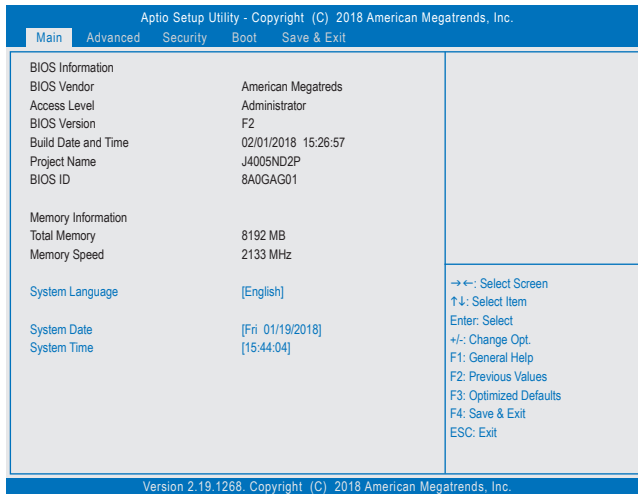 Aptio Setup Utility - Copyright (C) 2018 American Megatrends, Inc.
Main Advanced Security Boot Save & Exit
BIOS Information
BIOS Vendor American Megatreds
Access Level Administrator
BIOS Version F2
Build Date and Time 02/01/2018 15:26:57
Project Name J4005ND2P
BIOS ID 8A0GAG01
Memory Information
Total Memory 8192 MB
Memory Speed 2133 MHz
System Language [English]
System Date [Fri 01/19/2018]
System Time [15:44:04]
→←: Select Screen
↑↓: Select Item
Enter: Select
+/-: Change Opt.
F1: General Help
F2: Previous Values
F3: Optimized Defaults
F4: Save & Exit
ESC: Exit
Version 2.19.1268. Copyright (C) 2018 American Megatrends, Inc.